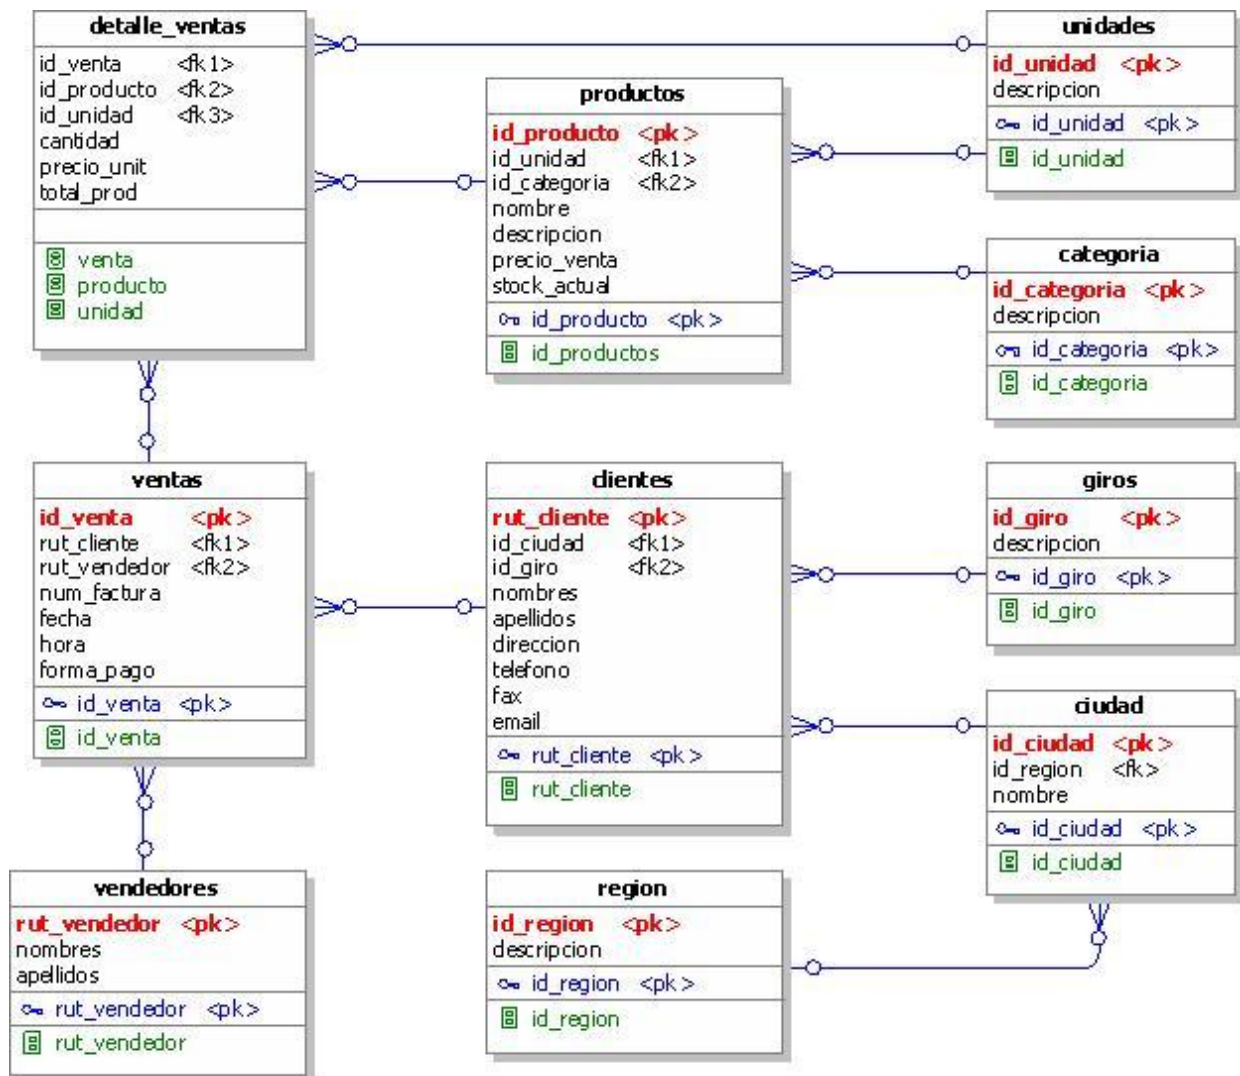 detalle_ventas
id_venta <fk1>
id_producto <fk2>
id_unidad <fk3>
cantidad
precio_unit
total_prod
venta
producto
unidad
productos
id_producto <pk>
id_unidad <fk1>
id_categoria <fk2>
nombre
descripcion
precio_venta
stock_actual
id_producto <pk>
id_productos
unidades
id_unidad <pk>
descripcion
id_unidad <pk>
id_unidad
categoria
id_categoria <pk>
descripcion
id_categoria <pk>
id_categoria
ventas
id_venta <pk>
rut_cliente <fk1>
rut_vendedor <fk2>
num_factura
fecha
hora
forma_pago
id_venta <pk>
id_venta
clientes
rut_cliente <pk>
id_ciudad <fk1>
id_giro <fk2>
nombres
apellidos
direccion
telefono
fax
email
rut_cliente <pk>
rut_cliente
giros
id_giro <pk>
descripcion
id_giro <pk>
id_giro
ciudad
id_ciudad <pk>
id_region <fk>
nombre
id_ciudad <pk>
id_ciudad
vendedores
rut_vendedor <pk>
nombres
apellidos
rut_vendedor <pk>
rut_vendedor
region
id_region <pk>
descripcion
id_region <pk>
id_region